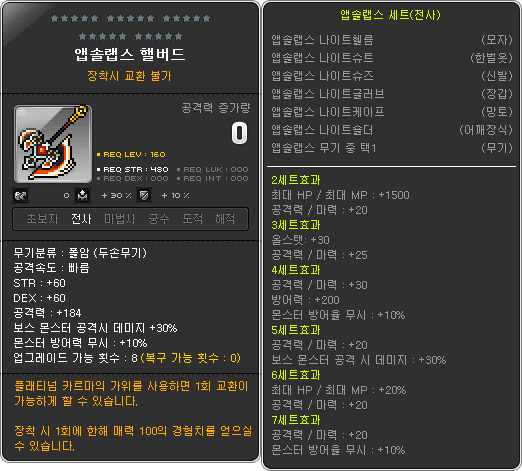 앱솔랩스 헬버드
장착시 교환 불가
공격력 증가량
0
REQ LEV : 160
REQ STR : 480 REQ LUK : 000
REQ DEX : 000 REQ INT : 000
0 +30% +10%
초보자 전사 마법사 궁수 도적 해적
무기분류 : 폴암 (두손무기)
공격속도 : 빠름
STR : +60
DEX : +60
공격력 : +184
보스 몬스터 공격시 데미지 +30%
몬스터 방어력 무시 : +10%
업그레이드 가능 횟수 : 8 (복구 가능 횟수 : 0)
플래티넘 카르마의 가위를 사용하면 1회 교환이
가능하게 할 수 있습니다.
장착 시 1회에 한해 매력 100의 경험치를 얻으실
수 있습니다.
앱솔랩스 세트(전사)
앱솔랩스 나이트헬름 (모자)
앱솔랩스 나이트슈트 (한벌옷)
앱솔랩스 나이트슈즈 (신발)
앱솔랩스 나이트글러브 (장갑)
앱솔랩스 나이트케이프 (망토)
앱솔랩스 나이트숄더 (어깨장식)
앱솔랩스 무기 중 택1 (무기)
2세트효과
최대 HP / 최대 MP : +1500
공격력 / 마력 : +20
3세트효과
올스탯: +30
공격력 / 마력 : +25
4세트효과
공격력 / 마력 : +30
방어력 : +200
몬스터 방어율 무시 : +10%
5세트효과
공격력 / 마력 : +20
보스 몬스터 공격 시 데미지 : +30%
6세트효과
최대 HP / 최대 MP : +20%
공격력 / 마력 : +20
7세트효과
공격력 / 마력 : +20
몬스터 방어율 무시 : +10%